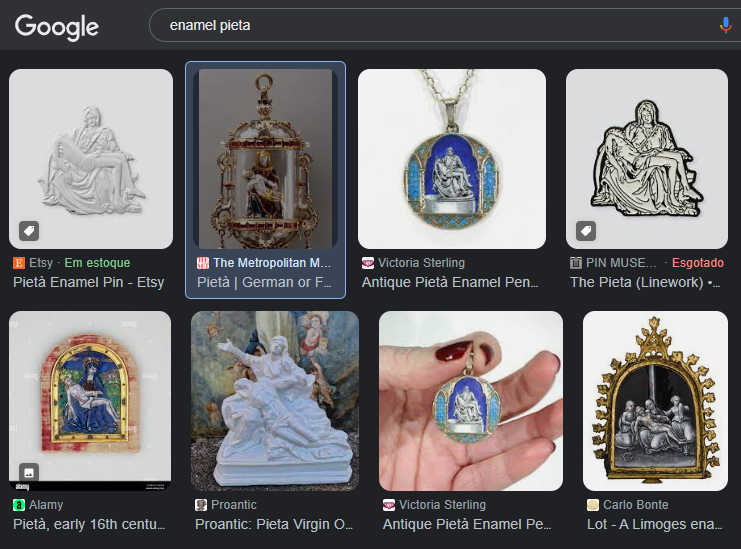 Google
enamel pieta
Etsy · Em estoque
Pietà Enamel Pin - Etsy
The Metropolitan M...
Pietà | German or F...
Victoria Sterling
Antique Pietà Enamel Pen...
PIN MUSE... · Esgotado
The Pieta (Linework) •...
alamy
Alamy
Pietà, early 16th centu...
Proantic
Proantic: Pieta Virgin O...
Victoria Sterling
Antique Pietà Enamel Pe...
Carlo Bonte
Lot - A Limoges ena...